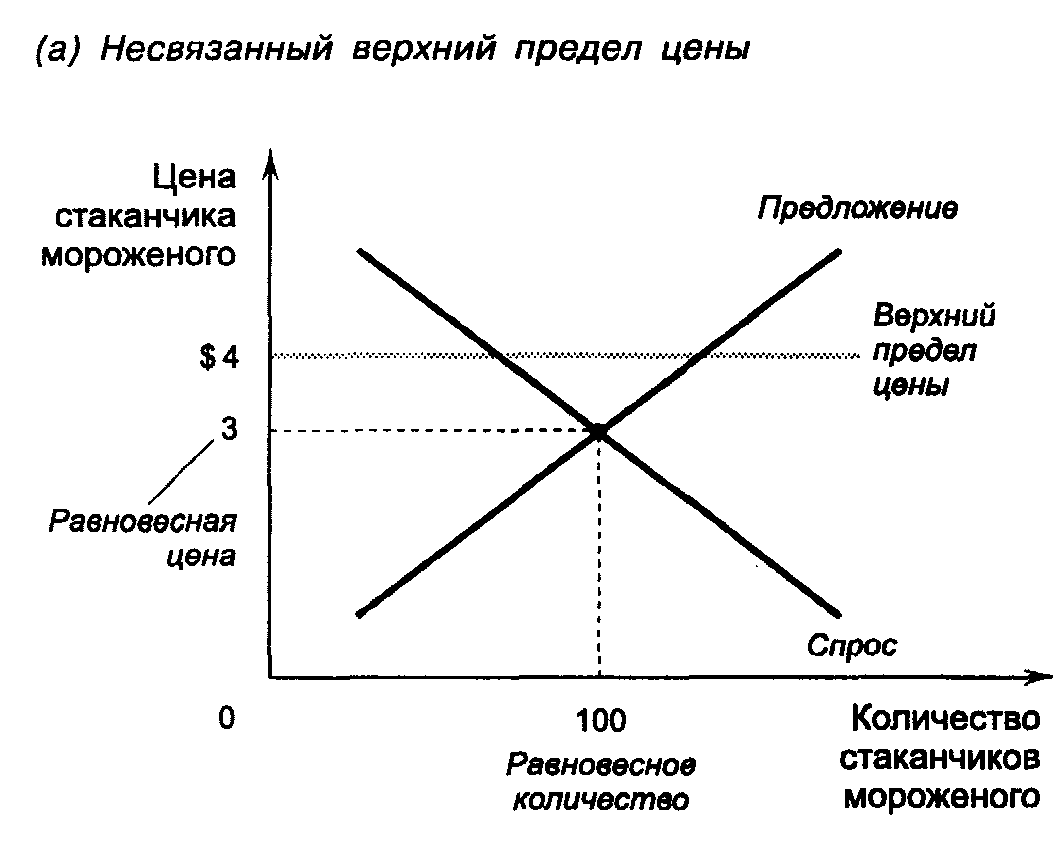 (а) Несвязанный верхний предел цены
Цена
стаканчика
мороженого
Предложение
Верхний
предел
цены
$ 4
3
Равновесная
цена
Спрос
0
100
Равновесное
количество
Количество
стаканчиков
мороженого